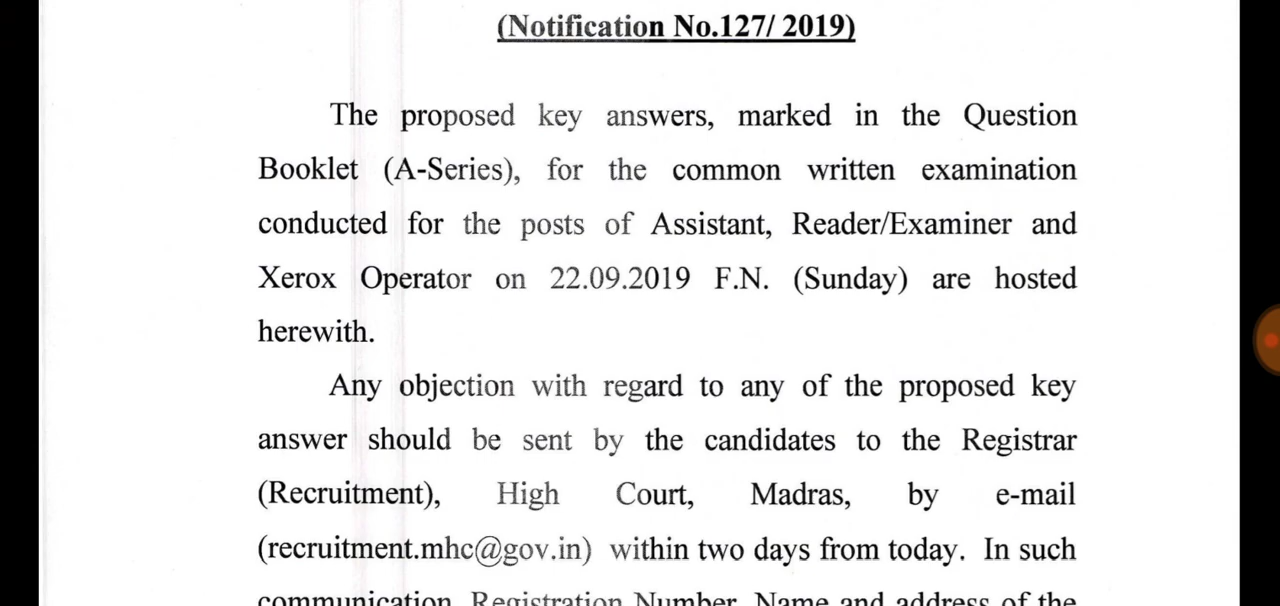 (Notification No.127/ 2019)
The proposed key answers, marked in the Question
Booklet (A-Series), for the common written examination
conducted for the posts of Assistant, Reader/Examiner and
Xerox Operator on 22.09.2019 F.N. (Sunday) are hosted
herewith.
Any objection with regard to any of the proposed key
answer should be sent by the candidates to the Registrar
(Recruitment), High Court, Madras, by e-mail
(recruitment.mhc@gov.in) within two days from today. In such
communication, Registration Number, Name and address of the